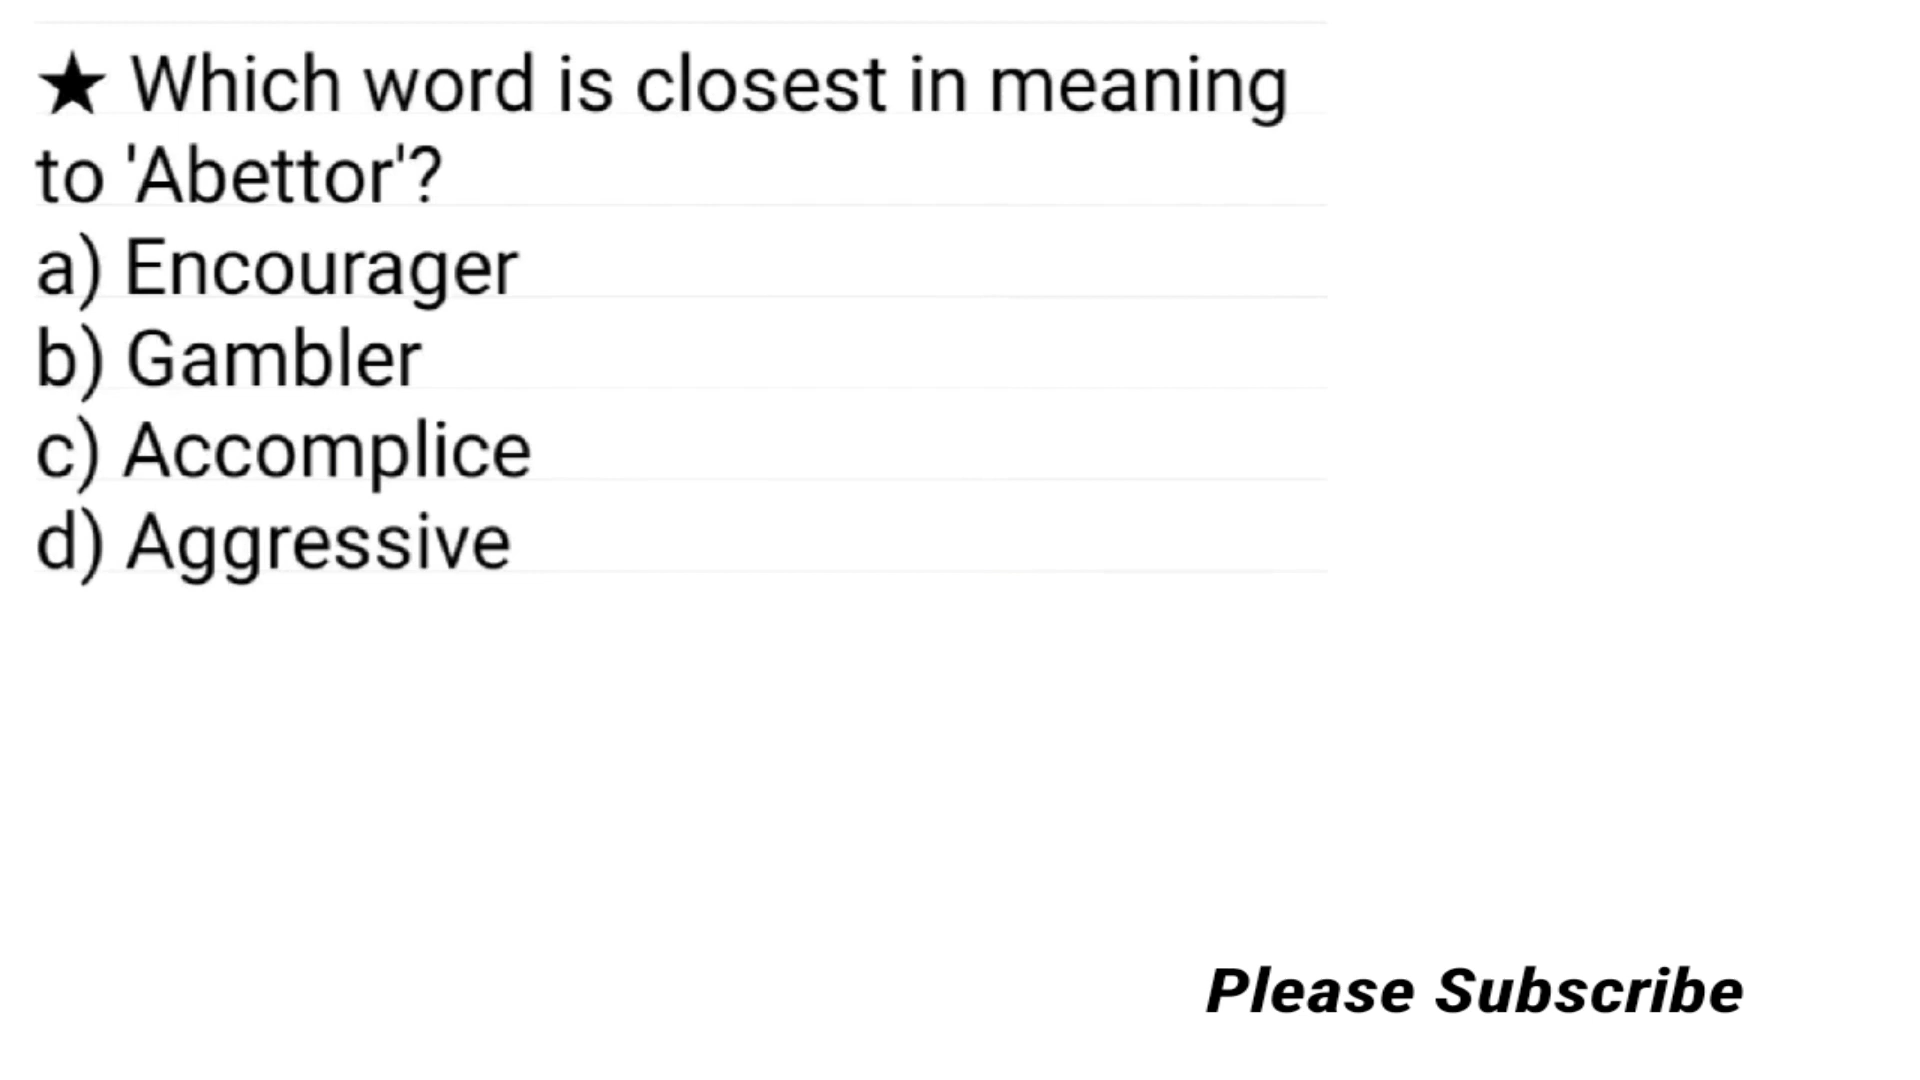 ★ Which word is closest in meaning
to 'Abettor'?
a) Encourager
b) Gambler
c) Accomplice
d) Aggressive
Please Subscribe